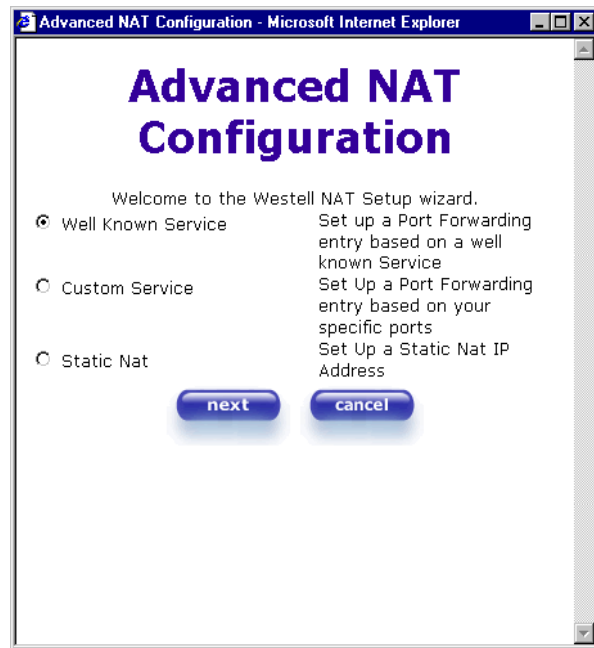 Advanced NAT Configuration - Microsoft Internet Explorer
Advanced NAT
Configuration
Welcome to the Westell NAT Setup wizard.
Well Known Service
Set up a Port Forwarding
entry based on a well
known Service
Custom Service
Set Up a Port Forwarding
entry based on your
specific ports
Static Nat
Set Up a Static Nat IP
Address
next
cancel